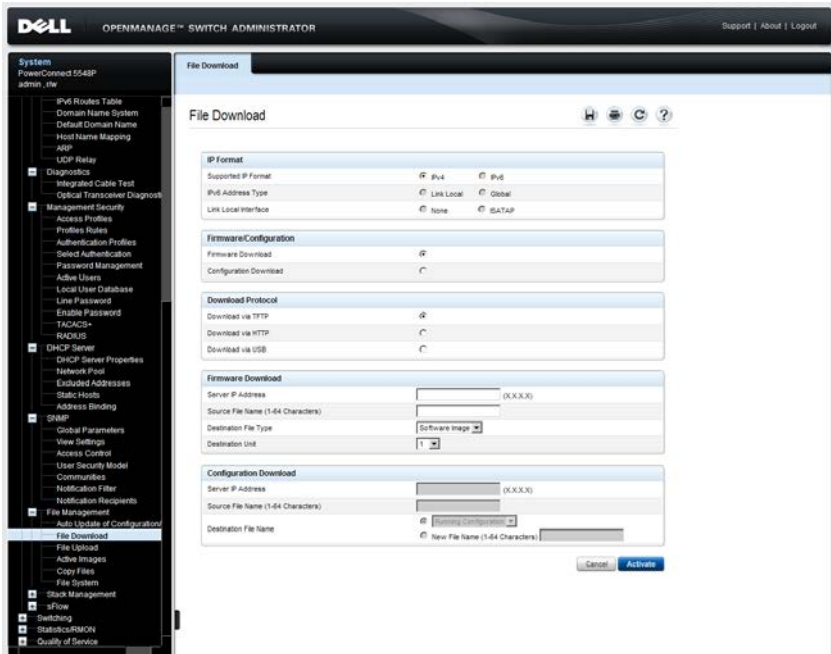 DELL OPENMANAGE™ SWITCH ADMINISTRATOR Support | About | Logout
System
PowerConnect 5548P
admin , r/w
IPv6 Routes Table
Domain Name System
Default Domain Name
Host Name Mapping
ARP
UDP Relay
Diagnostics
Integrated Cable Test
Optical Transceiver Diagnosti
Management Security
Access Profiles
Profiles Rules
Authentication Profiles
Select Authentication
Password Management
Active Users
Local User Database
Line Password
Enable Password
TACACS+
RADIUS
DHCP Server
DHCP Server Properties
Network Pool
Excluded Addresses
Static Hosts
Address Binding
SNMP
Global Parameters
View Settings
Access Control
User Security Model
Communities
Notification Filter
Notification Recipients
File Management
Auto Update of Configuration/
File Download
File Upload
Active Images
Copy Files
File System
Stack Management
sFlow
Switching
Statistics/RMON
Quality of Service
File Download
File Download
IP Format
Supported IP Format IPv4 IPv6
IPv6 Address Type Link Local Global
Link Local Interface None ISATAP
Firmware/Configuration
Firmware Download
Configuration Download
Download Protocol
Download via TFTP
Download via HTTP
Download via USB
Firmware Download
Server IP Address (X.X.X.X)
Source File Name (1-64 Characters)
Destination File Type Software Image
Destination Unit 1
Configuration Download
Server IP Address (X.X.X.X)
Source File Name (1-64 Characters)
Destination File Name Running Configuration
New File Name (1-64 Characters)
Cancel Activate